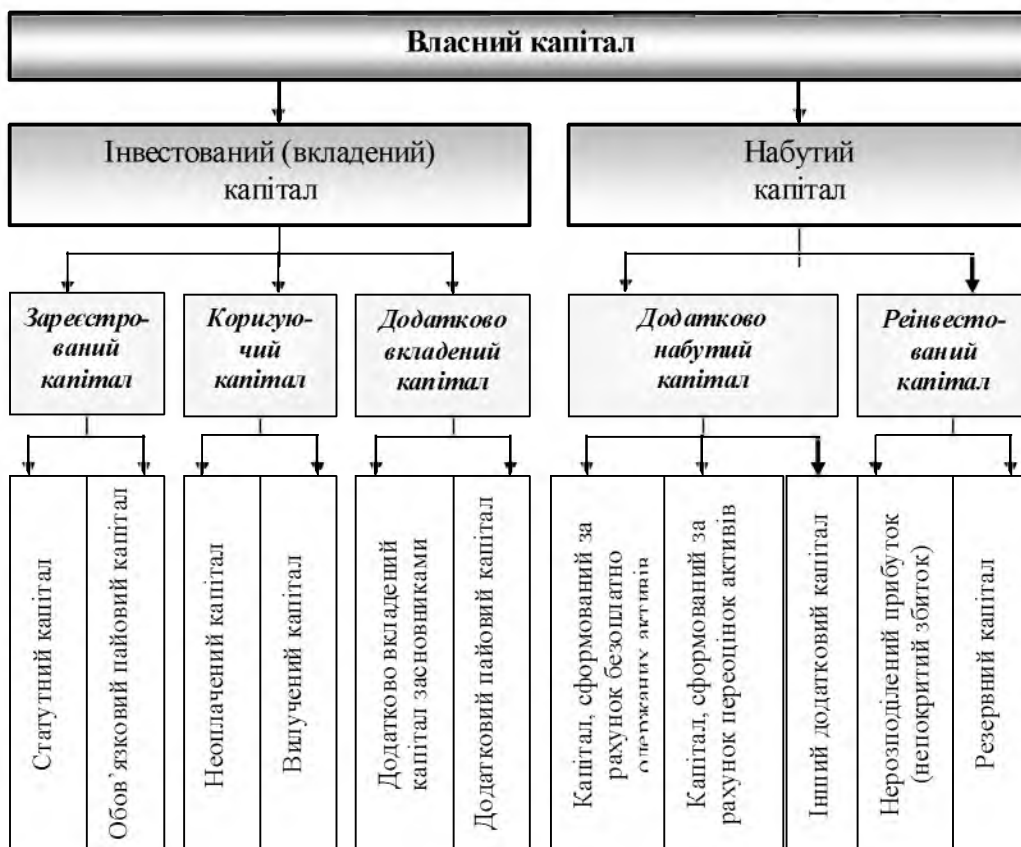 Власний капітал
Інвестований (вкладений)
капітал
Набутий
капітал
Зареєстро-
ваний
капітал
Коригую-
чий
капітал
Додатково
вкладений
капітал
Додатково
набутий
капітал
Реінвесто-
ваний
капітал
Статутний капітал
Обов’язковий пайовий капітал
Неоплачений капітал
Вилучений капітал
Додатково вкладений
капітал засновниками
Додатковий пайовий капітал
Капітал, сформований за
рахунок безоплатно
Капітал, сформований за
рахунок переоцінок активів
Інший додатковий капітал
Нерозподілений прибуток
(непокритий збиток)
Резервний капітал